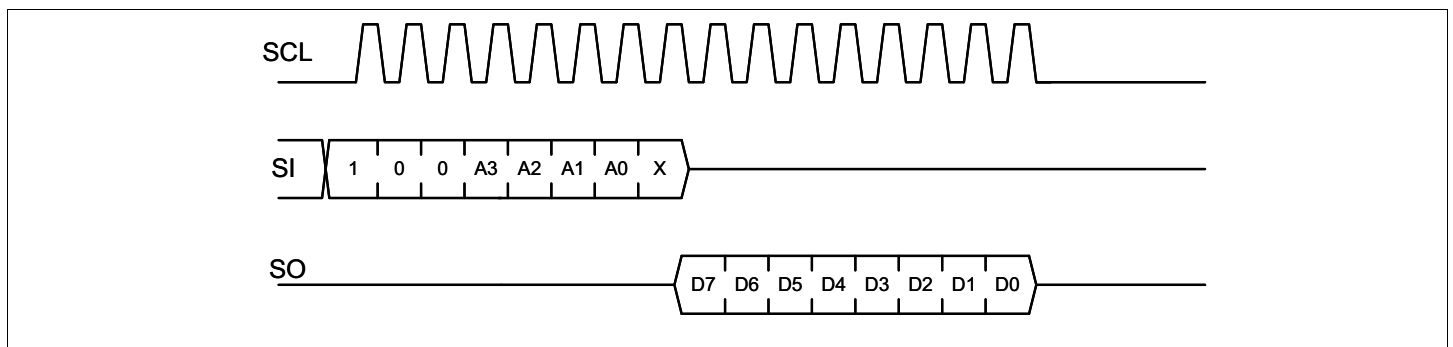 SCL
SI 1 0 0 A3 A2 A1 A0 X
SO
D7 D6 D5 D4 D3 D2 D1 D0